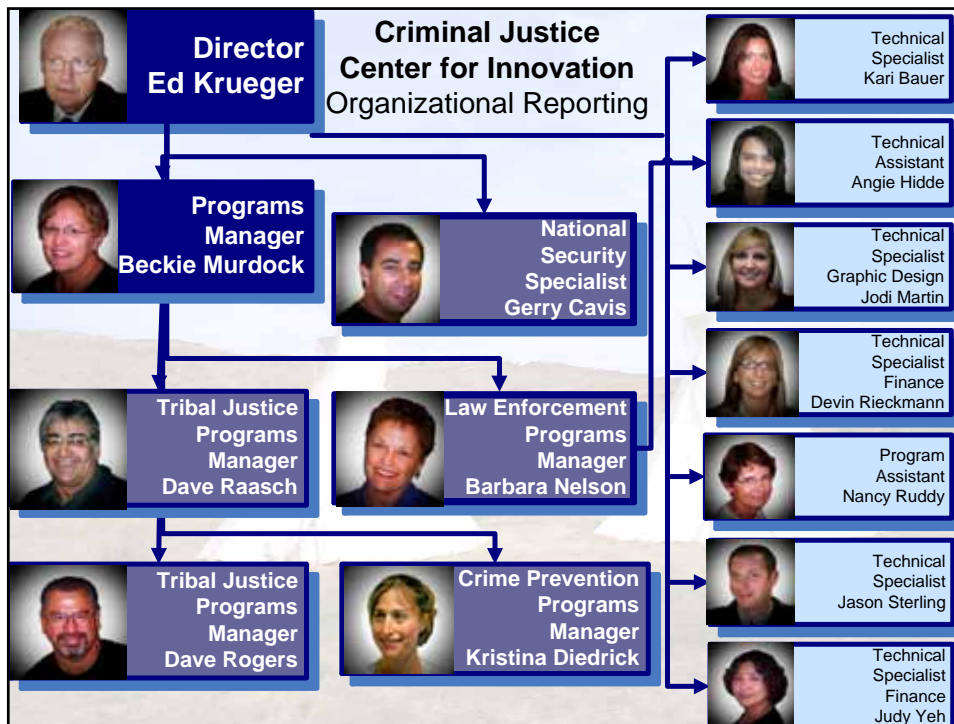 Director
Ed Krueger
Criminal Justice
Center for Innovation
Organizational Reporting
Programs
Manager
Beckie Murdock
National
Security
Specialist
Gerry Cavis
Tribal Justice
Programs
Manager
Dave Raasch
Law Enforcement
Programs
Manager
Barbara Nelson
Tribal Justice
Programs
Manager
Dave Rogers
Crime Prevention
Programs
Manager
Kristina Diedrick
Technical
Specialist
Kari Bauer
Technical
Assistant
Angie Hidde
Technical
Specialist
Graphic Design
Jodi Martin
Technical
Specialist
Finance
Devin Rieckmann
Program
Assistant
Nancy Ruddy
Technical
Specialist
Jason Sterling
Technical
Specialist
Finance
Judy Yeh